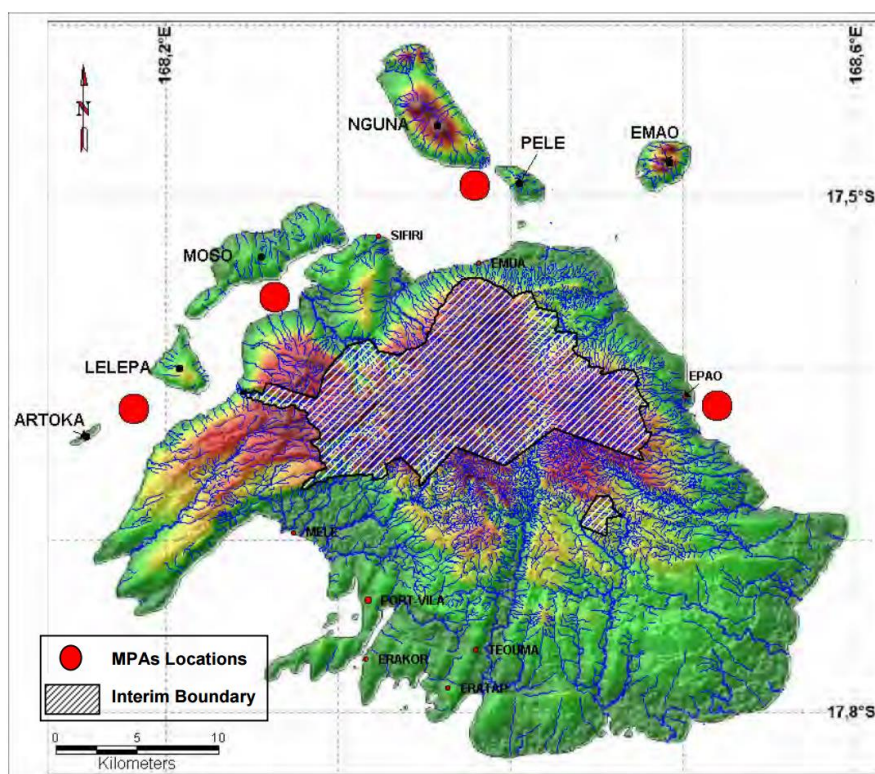 168,2°E
168,6°E
N
NGUNA
PELE
EMAO
17,5°S
SIFIRI
MOSO
EMUA
LELEPA
EPAO
ARTOKA
MELE
PORT-VILA
TEOUMA
ERAKOR
ERATAP
MPAs Locations
Interim Boundary
17,8°S
0 5 10
Kilometers